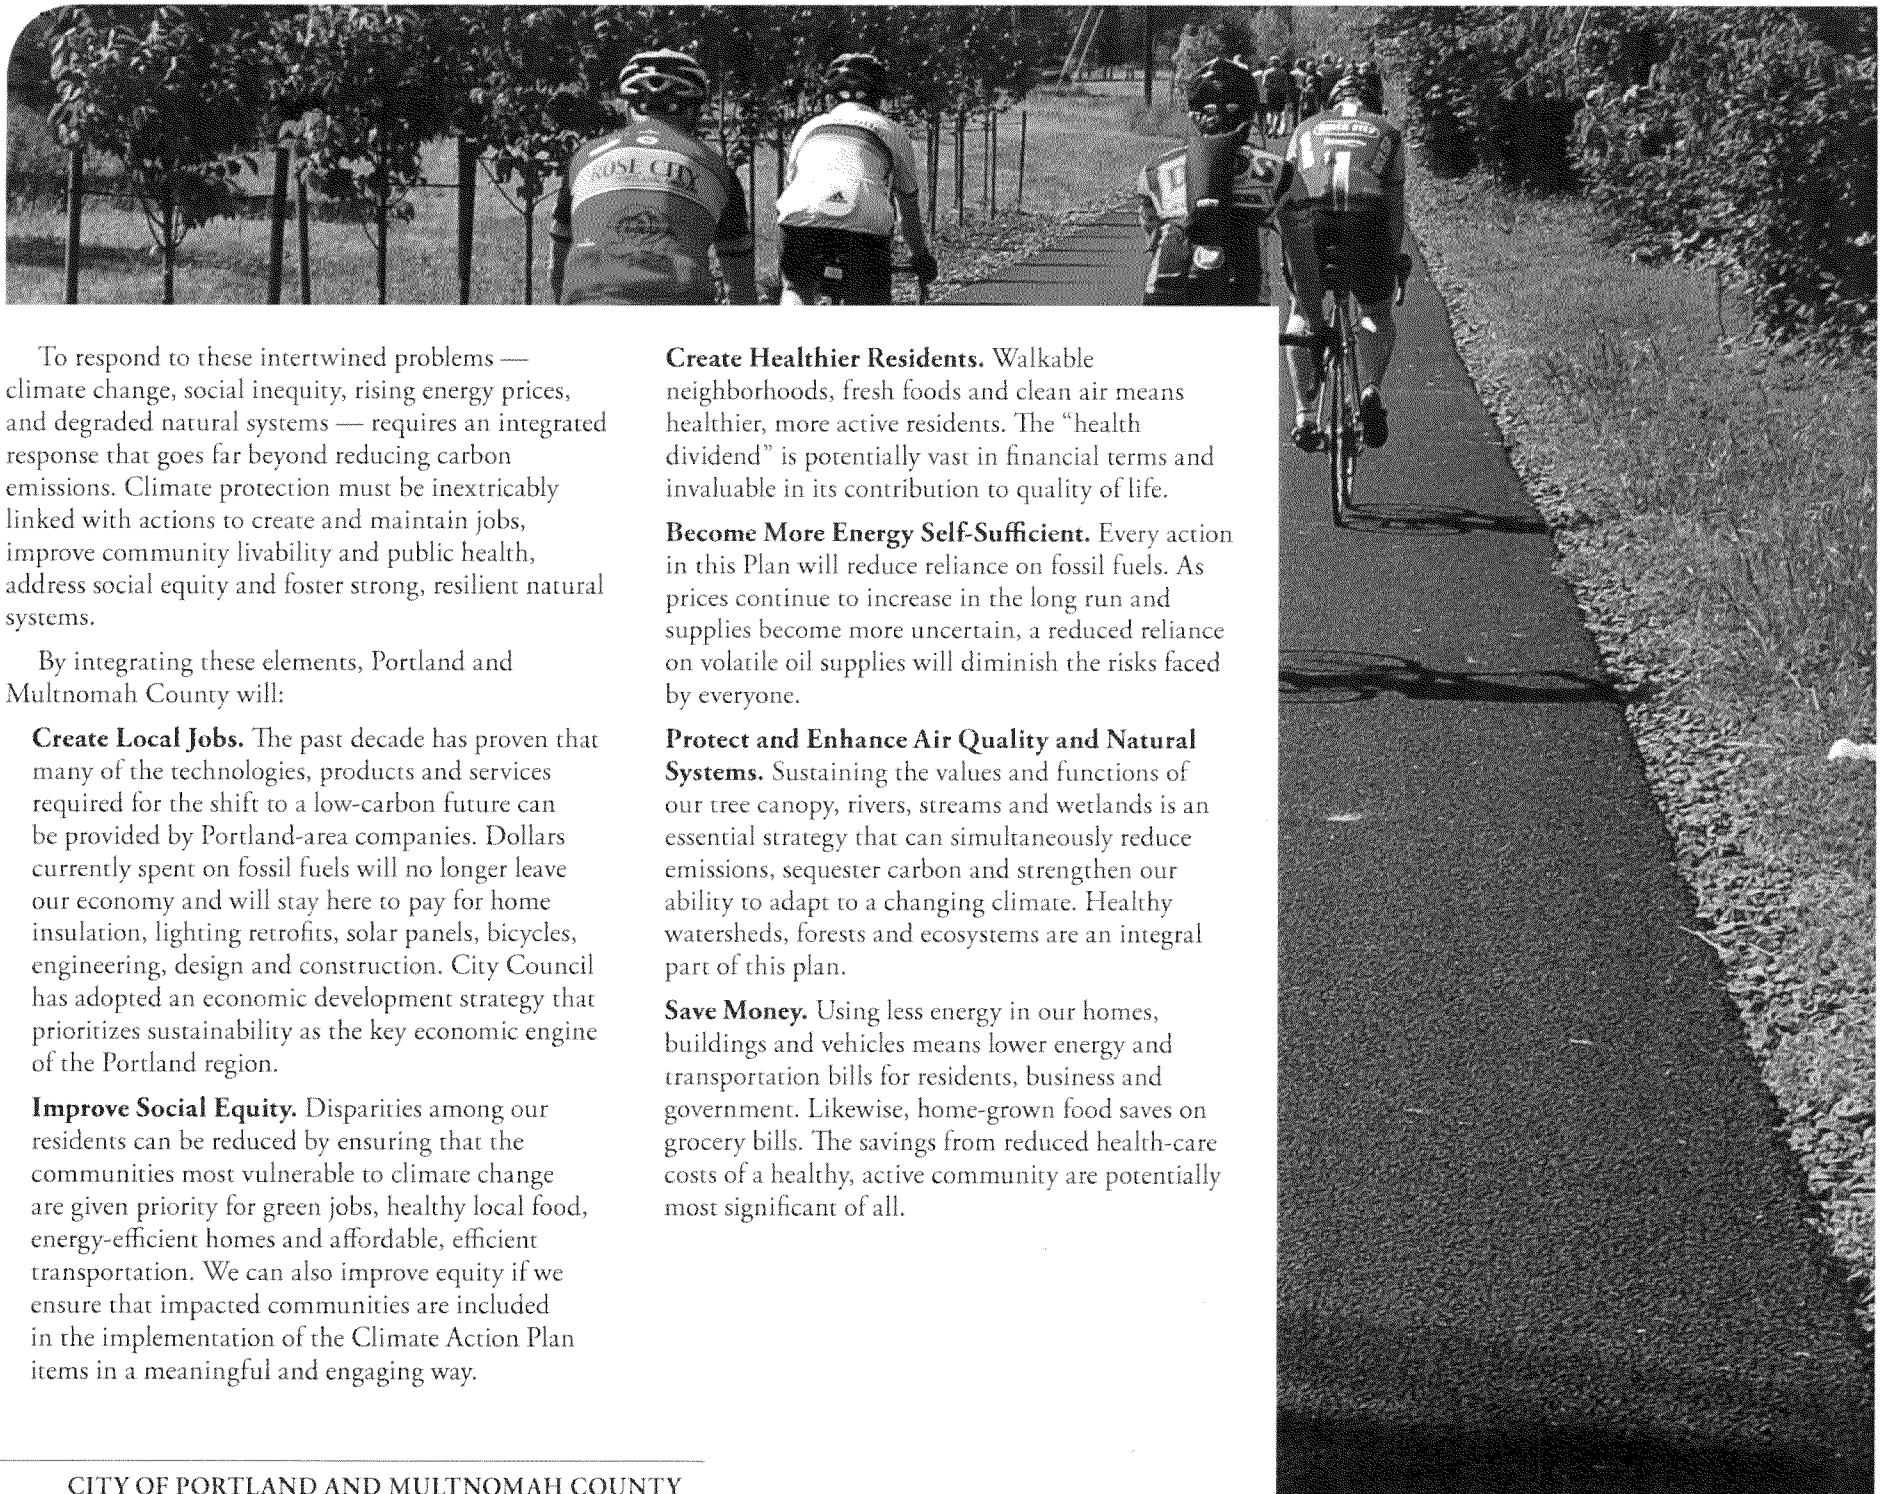 ROSE CITY
To respond to these intertwined problems —
climate change, social inequity, rising energy prices,
and degraded natural systems — requires an integrated
response that goes far beyond reducing carbon
emissions. Climate protection must be inextricably
linked with actions to create and maintain jobs,
improve community livability and public health,
address social equity and foster strong, resilient natural
systems.
By integrating these elements, Portland and
Multnomah County will:
Create Local Jobs. The past decade has proven that
many of the technologies, products and services
required for the shift to a low-carbon future can
be provided by Portland-area companies. Dollars
currently spent on fossil fuels will no longer leave
our economy and will stay here to pay for home
insulation, lighting retrofits, solar panels, bicycles,
engineering, design and construction. City Council
has adopted an economic development strategy that
prioritizes sustainability as the key economic engine
of the Portland region.
Improve Social Equity. Disparities among our
residents can be reduced by ensuring that the
communities most vulnerable to climate change
are given priority for green jobs, healthy local food,
energy-efficient homes and affordable, efficient
transportation. We can also improve equity if we
ensure that impacted communities are included
in the implementation of the Climate Action Plan
items in a meaningful and engaging way.
Create Healthier Residents. Walkable
neighborhoods, fresh foods and clean air means
healthier, more active residents. The “health
dividend” is potentially vast in financial terms and
invaluable in its contribution to quality of life.
Become More Energy Self-Sufficient. Every action
in this Plan will reduce reliance on fossil fuels. As
prices continue to increase in the long run and
supplies become more uncertain, a reduced reliance
on volatile oil supplies will diminish the risks faced
by everyone.
Protect and Enhance Air Quality and Natural
Systems. Sustaining the values and functions of
our tree canopy, rivers, streams and wetlands is an
essential strategy that can simultaneously reduce
emissions, sequester carbon and strengthen our
ability to adapt to a changing climate. Healthy
watersheds, forests and ecosystems are an integral
part of this plan.
Save Money. Using less energy in our homes,
buildings and vehicles means lower energy and
transportation bills for residents, business and
government. Likewise, home-grown food saves on
grocery bills. The savings from reduced health-care
costs of a healthy, active community are potentially
most significant of all.
CITY OF PORTLAND AND MULTNOMAH COUNTY